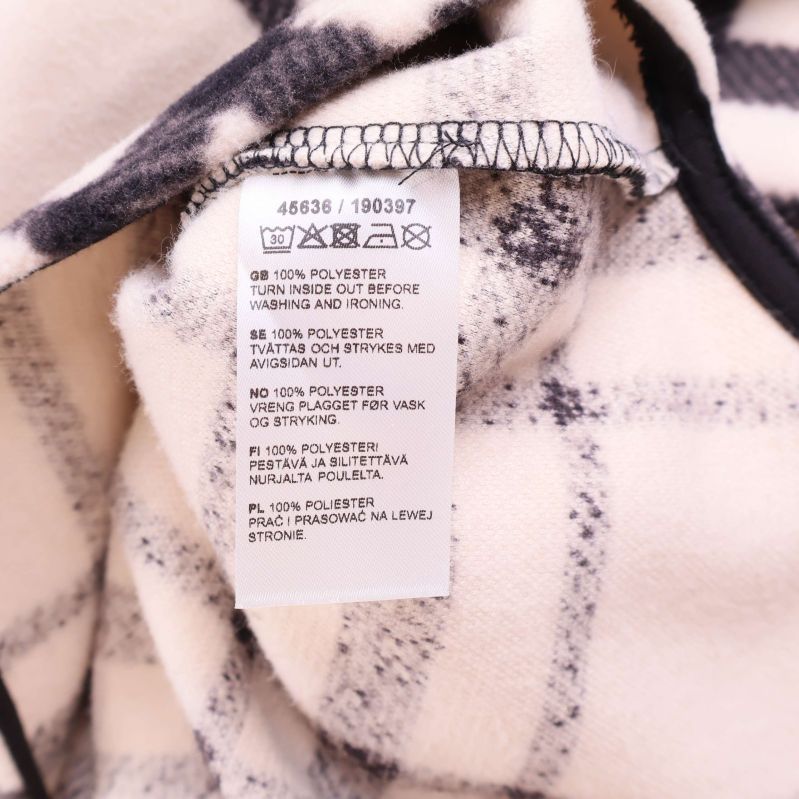 45636 / 190397
30
GB 100% POLYESTER
TURN INSIDE OUT BEFORE
WASHING AND IRONING.
SE 100% POLYESTER
TVÄTTAS OCH STRYKES MED
AVIGSIDAN UT.
NO 100% POLYESTER
VRENG PLAGGET FØR VASK
OG STRYKING.
FI 100% POLYESTERI
PESTÄVÄ JA SILITETTÄVÄ
NURJALTA POULELTA.
PL 100% POLIESTER
PRAĆ I PRASOWAĆ NA LEWEJ
STRONIE.